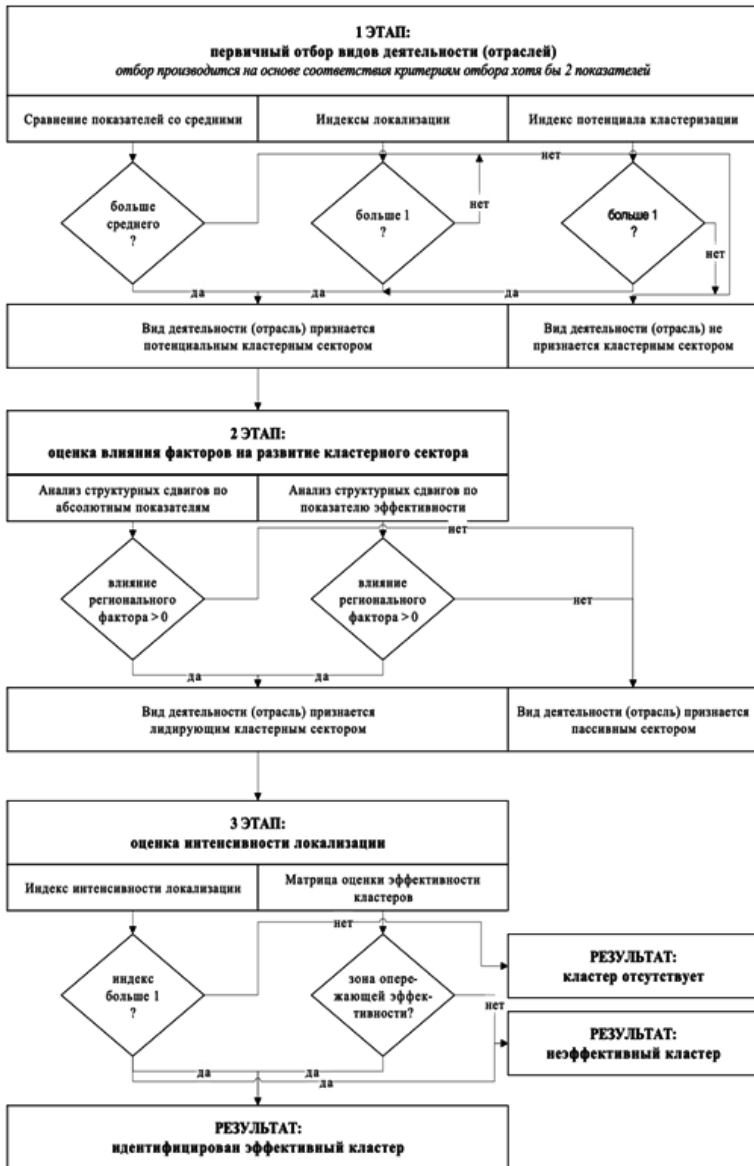 1 ЭТАП:
первичный отбор видов деятельности (отраслей)
отбор производится на основе соответствия критериям отбора хотя бы 2 показателей
Сравнение показателей со средними
Индексы локализации
Индекс потенциала кластеризации
нет
больше
среднего
?
больше 1
?
нет
больше 1
?
нет
да
да
да
Вид деятельности (отрасль) признается
потенциальным кластерным сектором
Вид деятельности (отрасль) не
признается кластерным сектором
2 ЭТАП:
оценка влияния факторов на развитие кластерного сектора
Анализ структурных сдвигов по
абсолютным показателям
Анализ структурных сдвигов по
показателю эффективности
нет
влияние
регионального
фактора > 0
влияние
регионального
фактора > 0
нет
да
да
Вид деятельности (отрасль) признается
лидирующим кластерным сектором
Вид деятельности (отрасль) признается
пассивным сектором
3 ЭТАП:
оценка интенсивности локализации
Индекс интенсивности локализации
Матрица оценки эффективности
кластеров
нет
индекс
больше 1
?
зона опере-
жающей эффек-
тивности?
РЕЗУЛЬТАТ:
кластер отсутствует
нет
РЕЗУЛЬТАТ:
неэффективный кластер
да
да
да
РЕЗУЛЬТАТ:
идентифицирован эффективный кластер